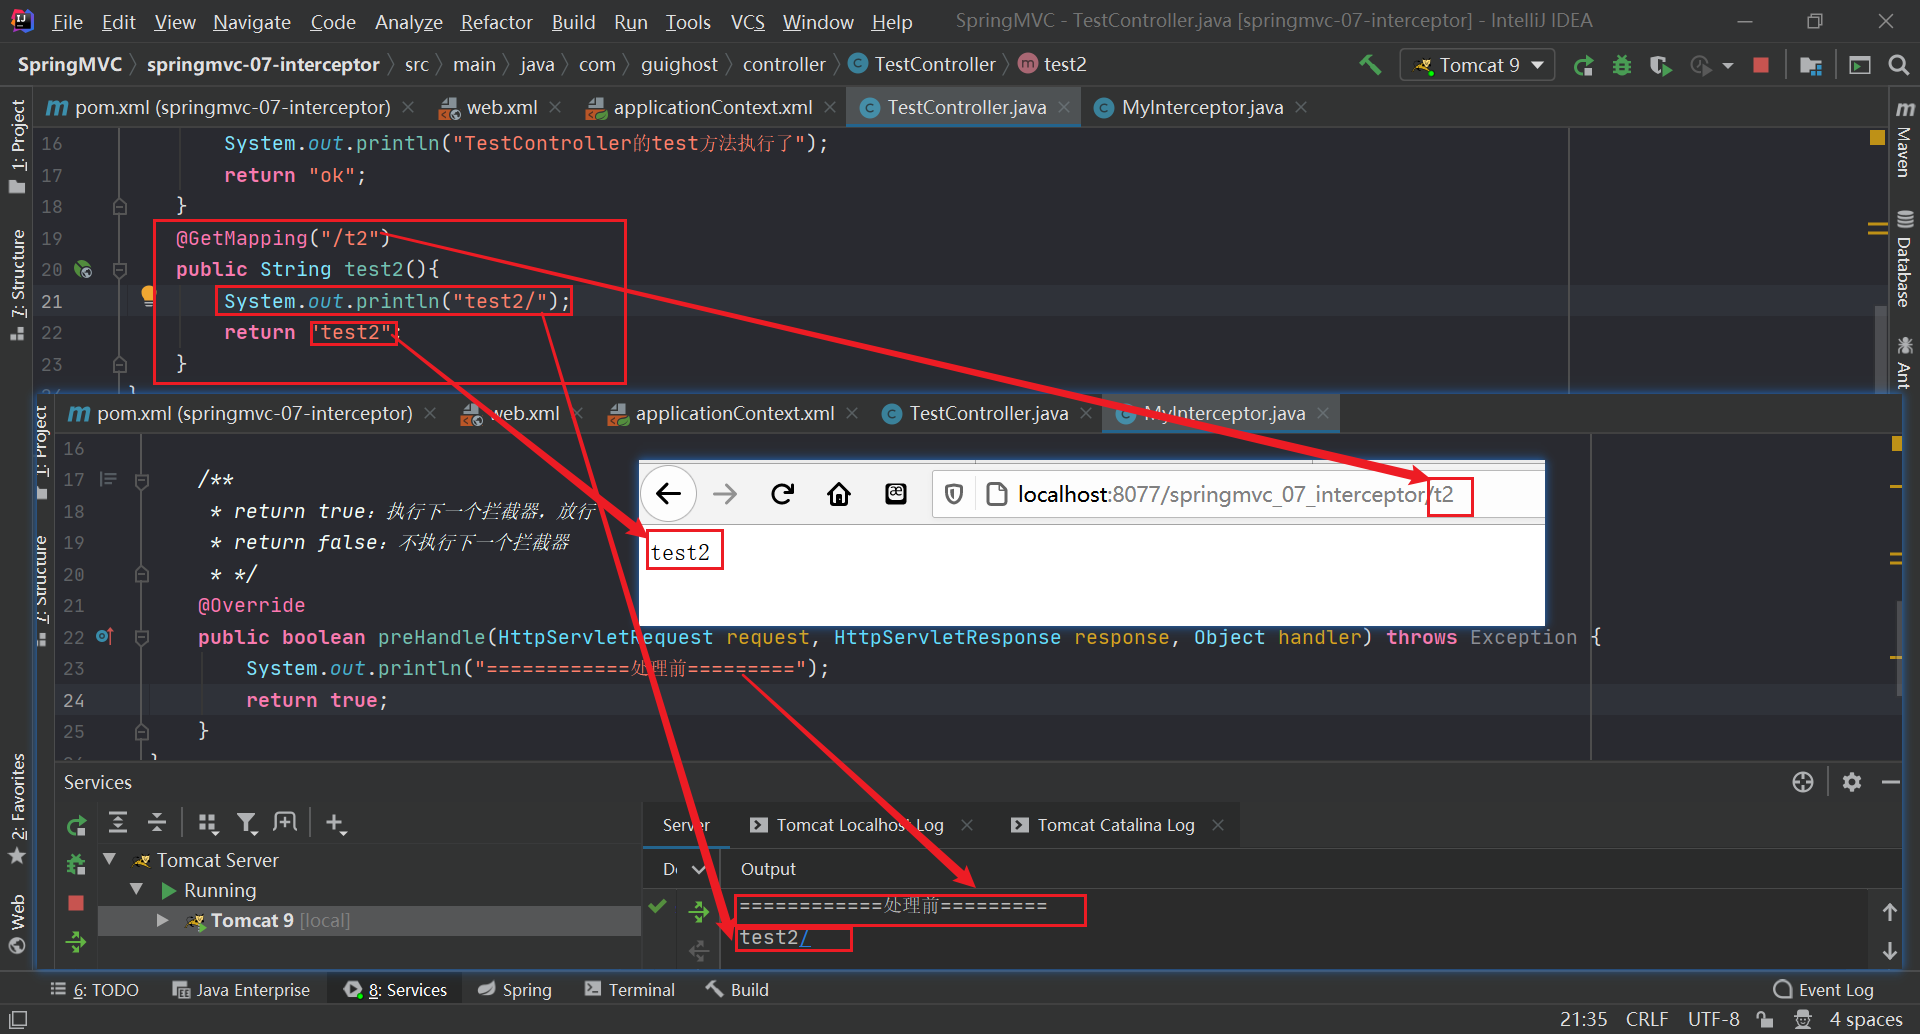 File Edit View Navigate Code Analyze Refactor Build Run Tools VCS Window Help SpringMVC - TestController.java [springmvc-07-interceptor] - IntelliJ IDEA
SpringMVC springmvc-07-interceptor src main java com guighost controller TestController test2 Tomcat 9
pom.xml (springmvc-07-interceptor) web.xml applicationContext.xml TestController.java MyInterceptor.java
1: Project
7: Structure
2: Favorites
Web
Maven
Database
Ant
16 System.out.println("TestController的test方法执行了");
17 return "ok";
18 }
19 @GetMapping("/t2")
20 public String test2(){
21 System.out.println("test2/");
22 return "test2";
23 }
pom.xml (springmvc-07-interceptor) web.xml applicationContext.xml TestController.java MyInterceptor.java
1: Project
7: Structure
16
17 /**
18 * return true：执行下一个拦截器，放行
19 * return false：不执行下一个拦截器
20 * */
21 @Override
22 public boolean preHandle(HttpServletRequest request, HttpServletResponse response, Object handler) throws Exception {
23 System.out.println("============处理前=========");
24 return true;
25 }
localhost:8077/springmvc_07_interceptor/t2
test2
Services
Server Tomcat Localhost Log Tomcat Catalina Log
Tomcat Server
Running
Tomcat 9 [local]
Output
============处理前=========
test2/
6: TODO Java Enterprise 8: Services Spring Terminal Build Event Log
21:35 CRLF UTF-8 4 spaces